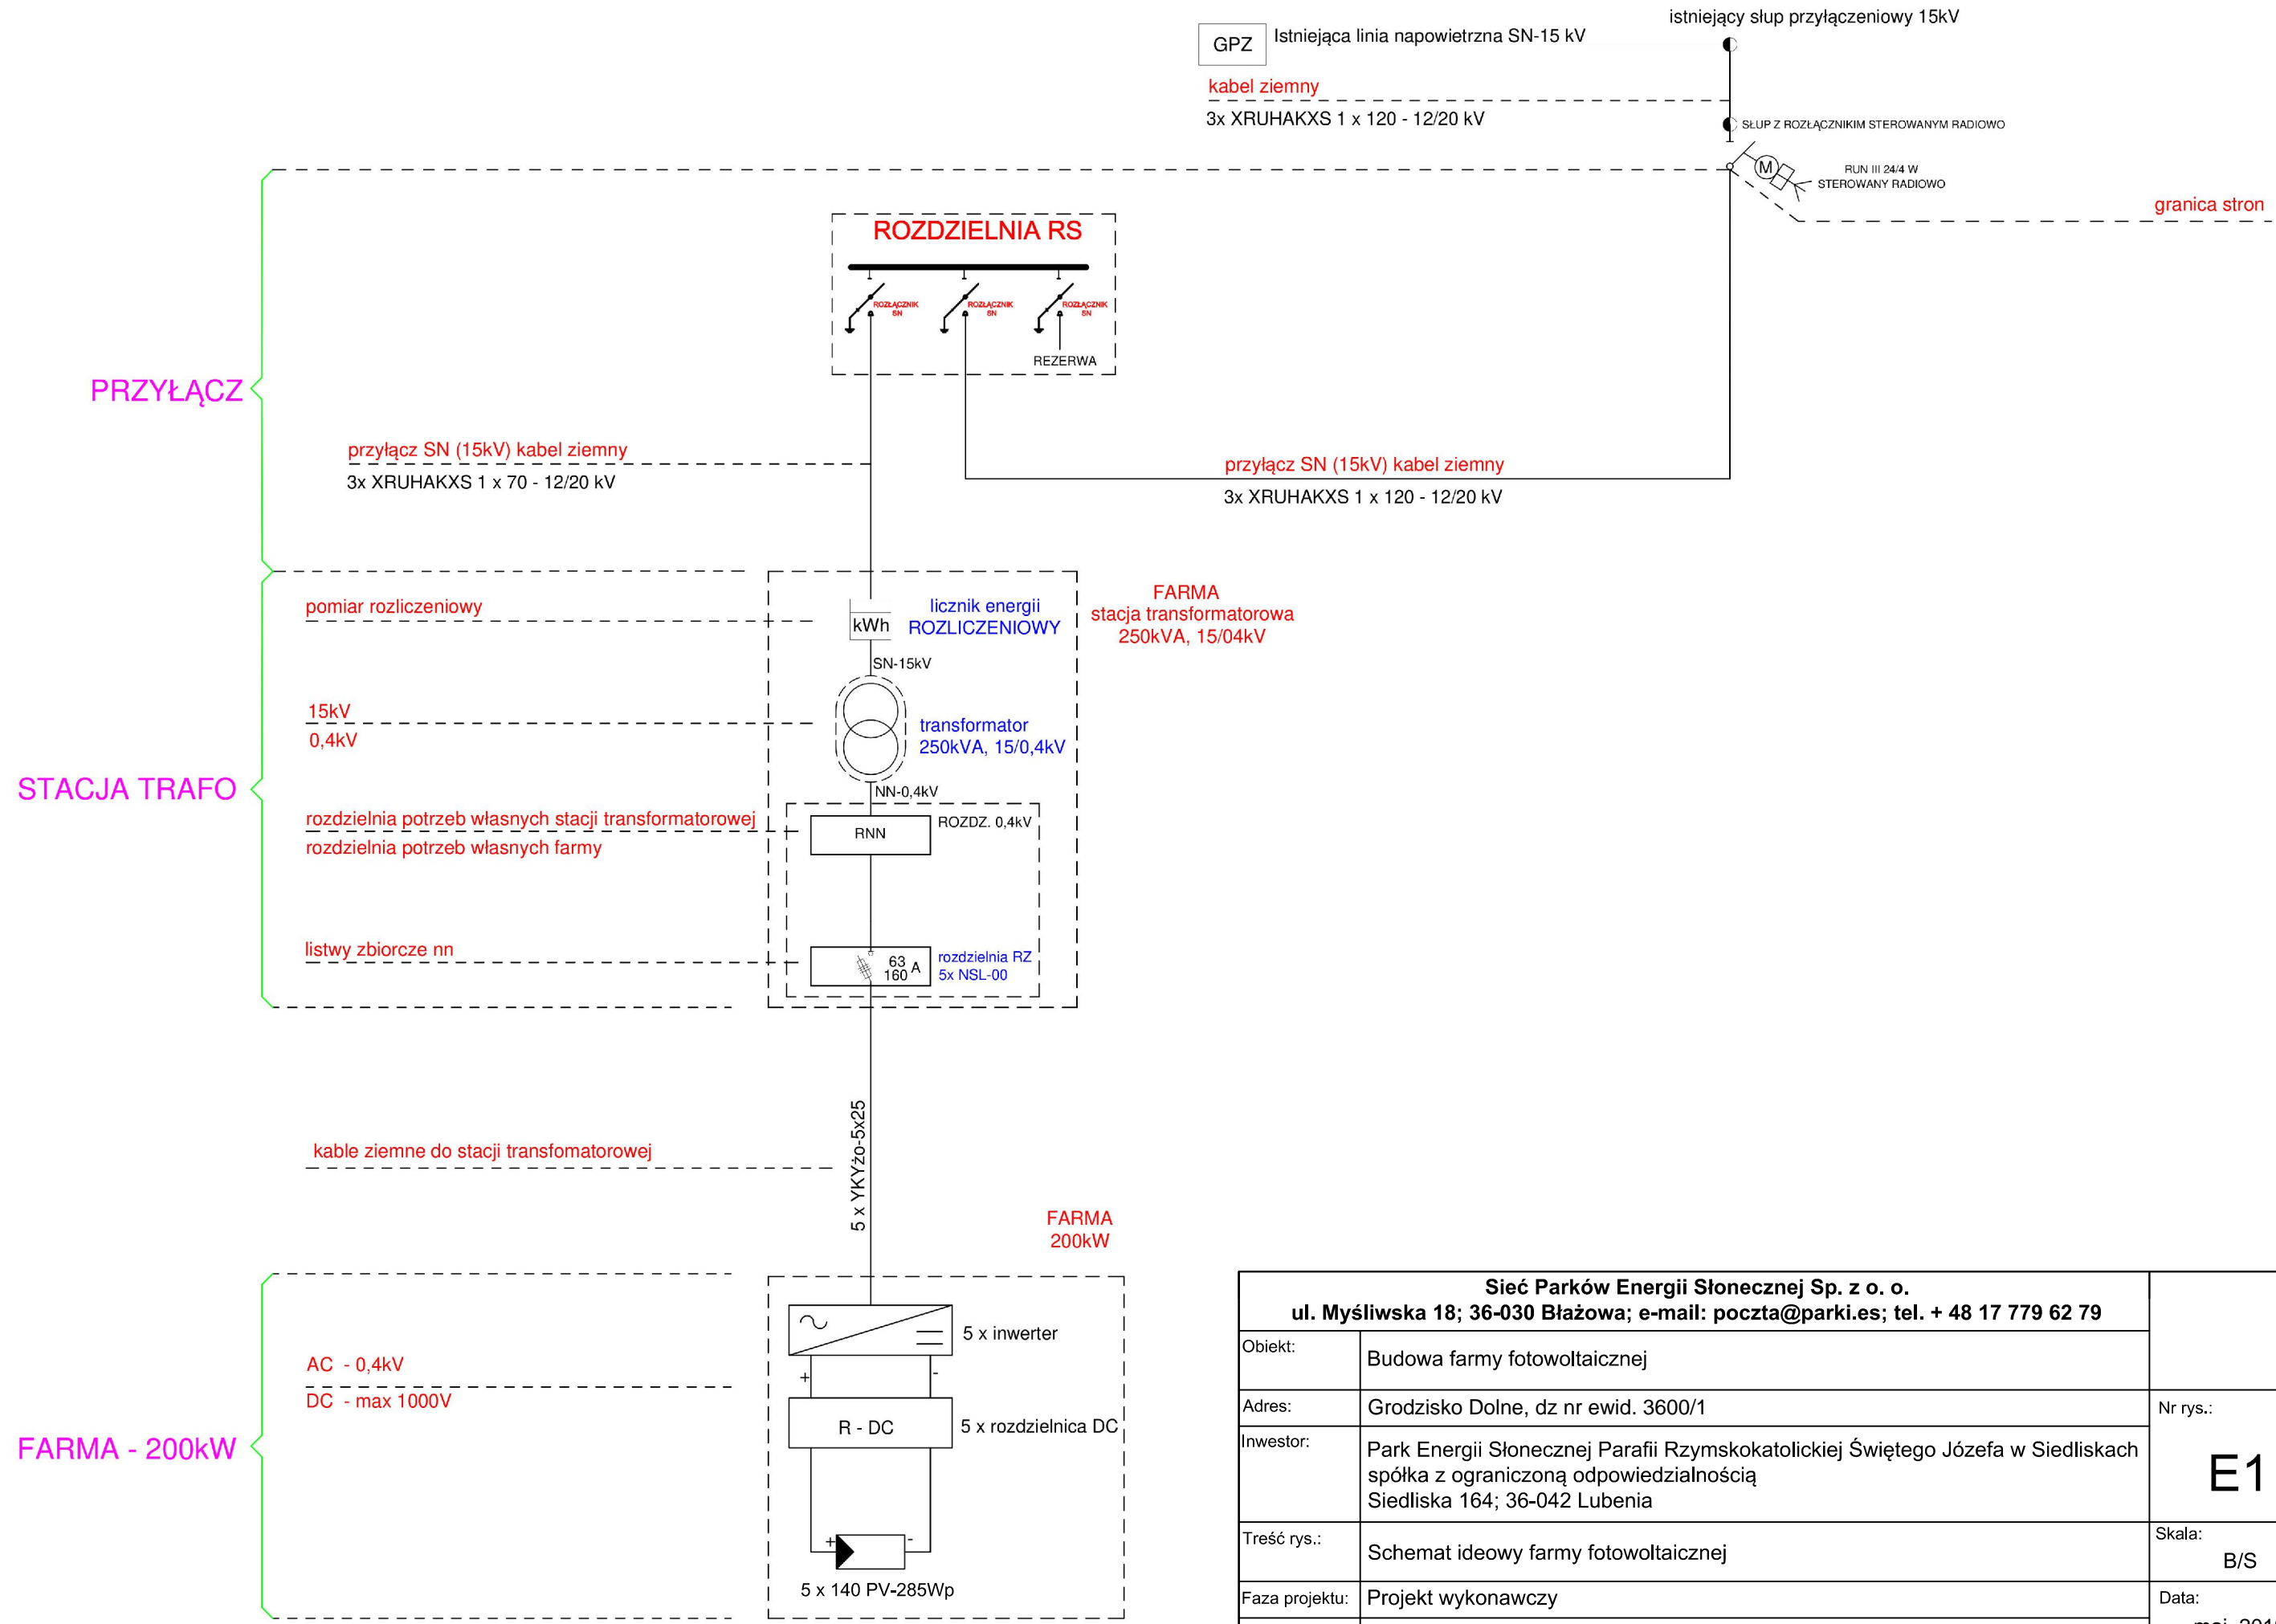 istniejący słup przyłączeniowy 15kV
GPZ
Istniejąca linia napowietrzna SN-15 kV
kabel ziemny
3x XRUHAKXS 1 x 120 - 12/20 kV
SŁUP Z ROZŁĄCZNIKIM STEROWANYM RADIOWO
M
RUN III 24/4 W
STEROWANY RADIOWO
granica stron
ROZDZIELNIA RS
ROZŁĄCZNIK
SN
ROZŁĄCZNIK
SN
ROZŁĄCZNIK
SN
REZERWA
PRZYŁĄCZ
przyłącz SN (15kV) kabel ziemny
3x XRUHAKXS 1 x 70 - 12/20 kV
przyłącz SN (15kV) kabel ziemny
3x XRUHAKXS 1 x 120 - 12/20 kV
pomiar rozliczeniowy
kWh
licznik energii
ROZLICZENIOWY
FARMA
stacja transformatorowa
250kVA, 15/04kV
SN-15kV
15kV
0,4kV
transformator
250kVA, 15/0,4kV
STACJA TRAFO
NN-0,4kV
rozdzielnia potrzeb własnych stacji transformatorowej
rozdzielnia potrzeb własnych farmy
RNN
ROZDZ. 0,4kV
listwy zbiorcze nn
63
160 A
rozdzielnia RZ
5x NSL-00
kable ziemne do stacji transfomatorowej
5 x YKYżo-5x25
FARMA
200kW
5 x inwerter
AC - 0,4kV
DC - max 1000V
+
-
R - DC
5 x rozdzielnica DC
FARMA - 200kW
+
-
5 x 140 PV-285Wp
Sieć Parków Energii Słonecznej Sp. z o. o.
ul. Myśliwska 18; 36-030 Błażowa; e-mail: poczta@parki.es; tel. + 48 17 779 62 79
Obiekt:
Budowa farmy fotowoltaicznej
Adres:
Grodzisko Dolne, dz nr ewid. 3600/1
Nr rys.:
E1
Inwestor:
Park Energii Słonecznej Parafii Rzymskokatolickiej Świętego Józefa w Siedliskach
spółka z ograniczoną odpowiedzialnością
Siedliska 164; 36-042 Lubenia
Treść rys.:
Schemat ideowy farmy fotowoltaicznej
Skala:
B/S
Faza projektu:
Projekt wykonawczy
Data: